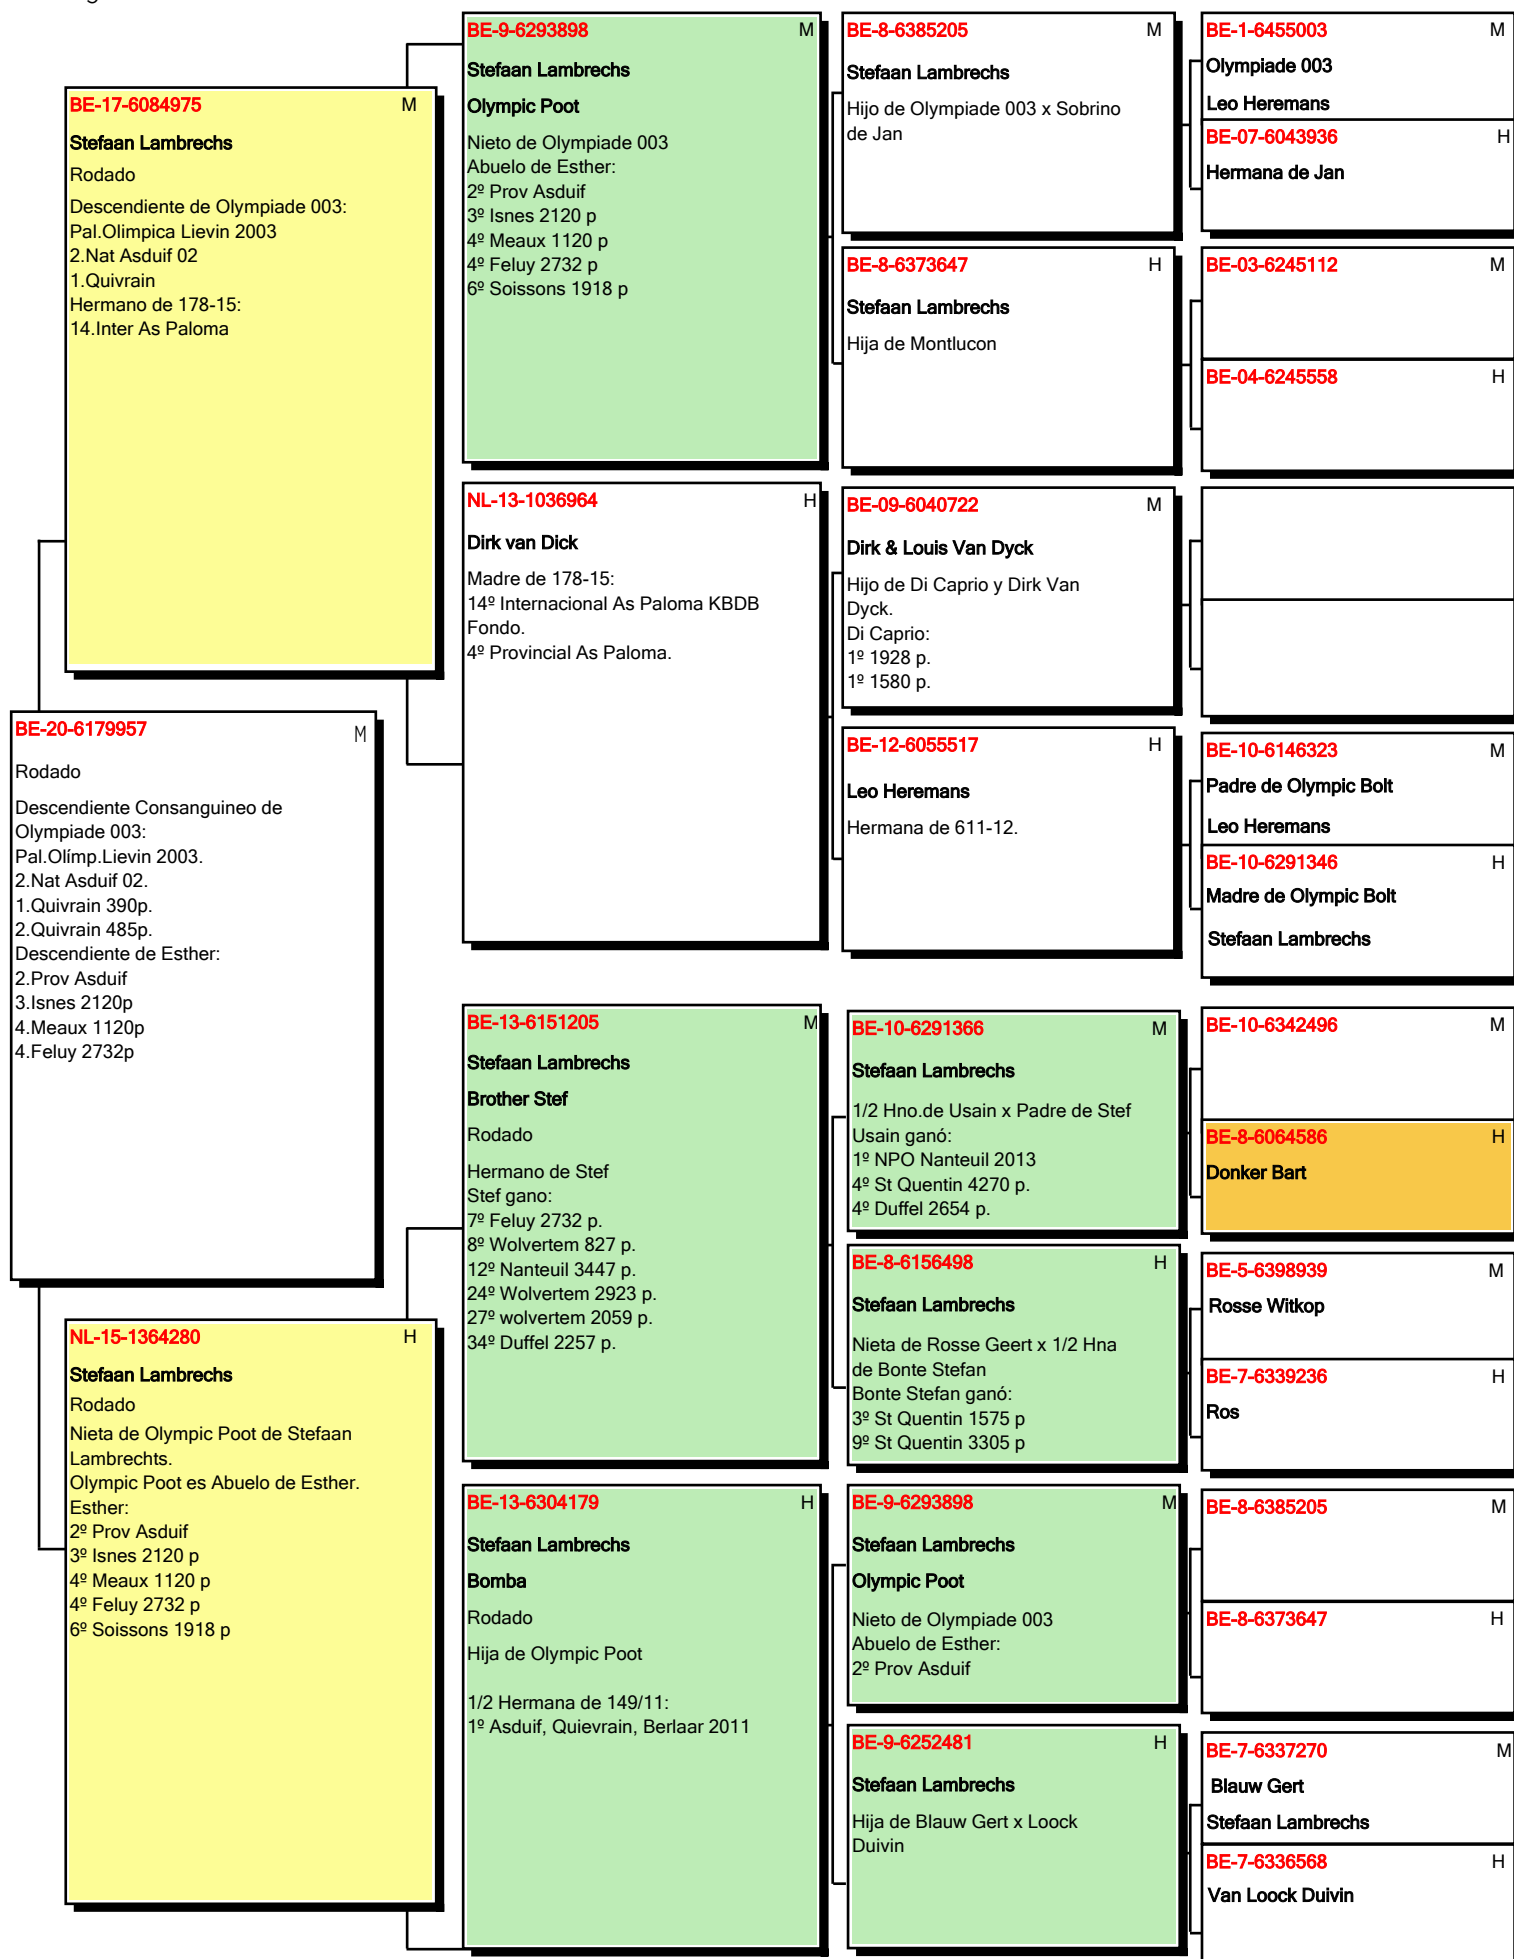 BE-20-6179957 M
Rodado
Descendiente Consanguineo de
Olympiade 003:
Pal.Olímp.Lievin 2003.
2.Nat Asduif 02.
1.Quivrain 390p.
2.Quivrain 485p.
Descendiente de Esther:
2.Prov Asduif
3.Isnes 2120p
4.Meaux 1120p
4.Feluy 2732p
BE-17-6084975 M
Stefaan Lambrechs
Rodado
Descendiente de Olympiade 003:
Pal.Olimpica Lievin 2003
2.Nat Asduif 02
1.Quivrain
Hermano de 178-15:
14.Inter As Paloma
NL-15-1364280 H
Stefaan Lambrechs
Rodado
Nieta de Olympic Poot de Stefaan
Lambrechts.
Olympic Poot es Abuelo de Esther.
Esther:
2º Prov Asduif
3º Isnes 2120 p
4º Meaux 1120 p
4º Feluy 2732 p
6º Soissons 1918 p
BE-9-6293898 M
Stefaan Lambrechs
Olympic Poot
Nieto de Olympiade 003
Abuelo de Esther:
2º Prov Asduif
3º Isnes 2120 p
4º Meaux 1120 p
4º Feluy 2732 p
6º Soissons 1918 p
NL-13-1036964 H
Dirk van Dick
Madre de 178-15:
14º Internacional As Paloma KBDB
Fondo.
4º Provincial As Paloma.
BE-13-6151205 M
Stefaan Lambrechs
Brother Stef
Rodado
Hermano de Stef
Stef gano:
7º Feluy 2732 p.
8º Wolvertem 827 p.
12º Nanteuil 3447 p.
24º Wolvertem 2923 p.
27º wolvertem 2059 p.
34º Duffel 2257 p.
BE-13-6304179 H
Stefaan Lambrechs
Bomba
Rodado
Hija de Olympic Poot
1/2 Hermana de 149/11:
1º Asduif, Quievrain, Berlaar 2011
BE-8-6385205 M
Stefaan Lambrechs
Hijo de Olympiade 003 x Sobrino
de Jan
BE-8-6373647 H
Stefaan Lambrechs
Hija de Montlucon
BE-09-6040722 M
Dirk & Louis Van Dyck
Hijo de Di Caprio y Dirk Van
Dyck.
Di Caprio:
1º 1928 p.
1º 1580 p.
BE-12-6055517 H
Leo Heremans
Hermana de 611-12.
BE-10-6291366 M
Stefaan Lambrechs
1/2 Hno.de Usain x Padre de Stef
Usain ganó:
1º NPO Nanteuil 2013
4º St Quentin 4270 p.
4º Duffel 2654 p.
BE-8-6156498 H
Stefaan Lambrechs
Nieta de Rosse Geert x 1/2 Hna
de Bonte Stefan
Bonte Stefan ganó:
3º St Quentin 1575 p
9º St Quentin 3305 p
BE-9-6293898 M
Stefaan Lambrechs
Olympic Poot
Nieto de Olympiade 003
Abuelo de Esther:
2º Prov Asduif
BE-9-6252481 H
Stefaan Lambrechs
Hija de Blauw Gert x Loock
Duivin
BE-1-6455003 M
Olympiade 003
Leo Heremans
BE-07-6043936 H
Hermana de Jan
BE-03-6245112 M
BE-04-6245558 H
BE-10-6146323 M
Padre de Olympic Bolt
Leo Heremans
BE-10-6291346 H
Madre de Olympic Bolt
Stefaan Lambrechs
BE-10-6342496 M
BE-8-6064586 H
Donker Bart
BE-5-6398939 M
Rosse Witkop
BE-7-6339236 H
Ros
BE-8-6385205 M
BE-8-6373647 H
BE-7-6337270 M
Blauw Gert
Stefaan Lambrechs
BE-7-6336568 H
Van Loock Duivin